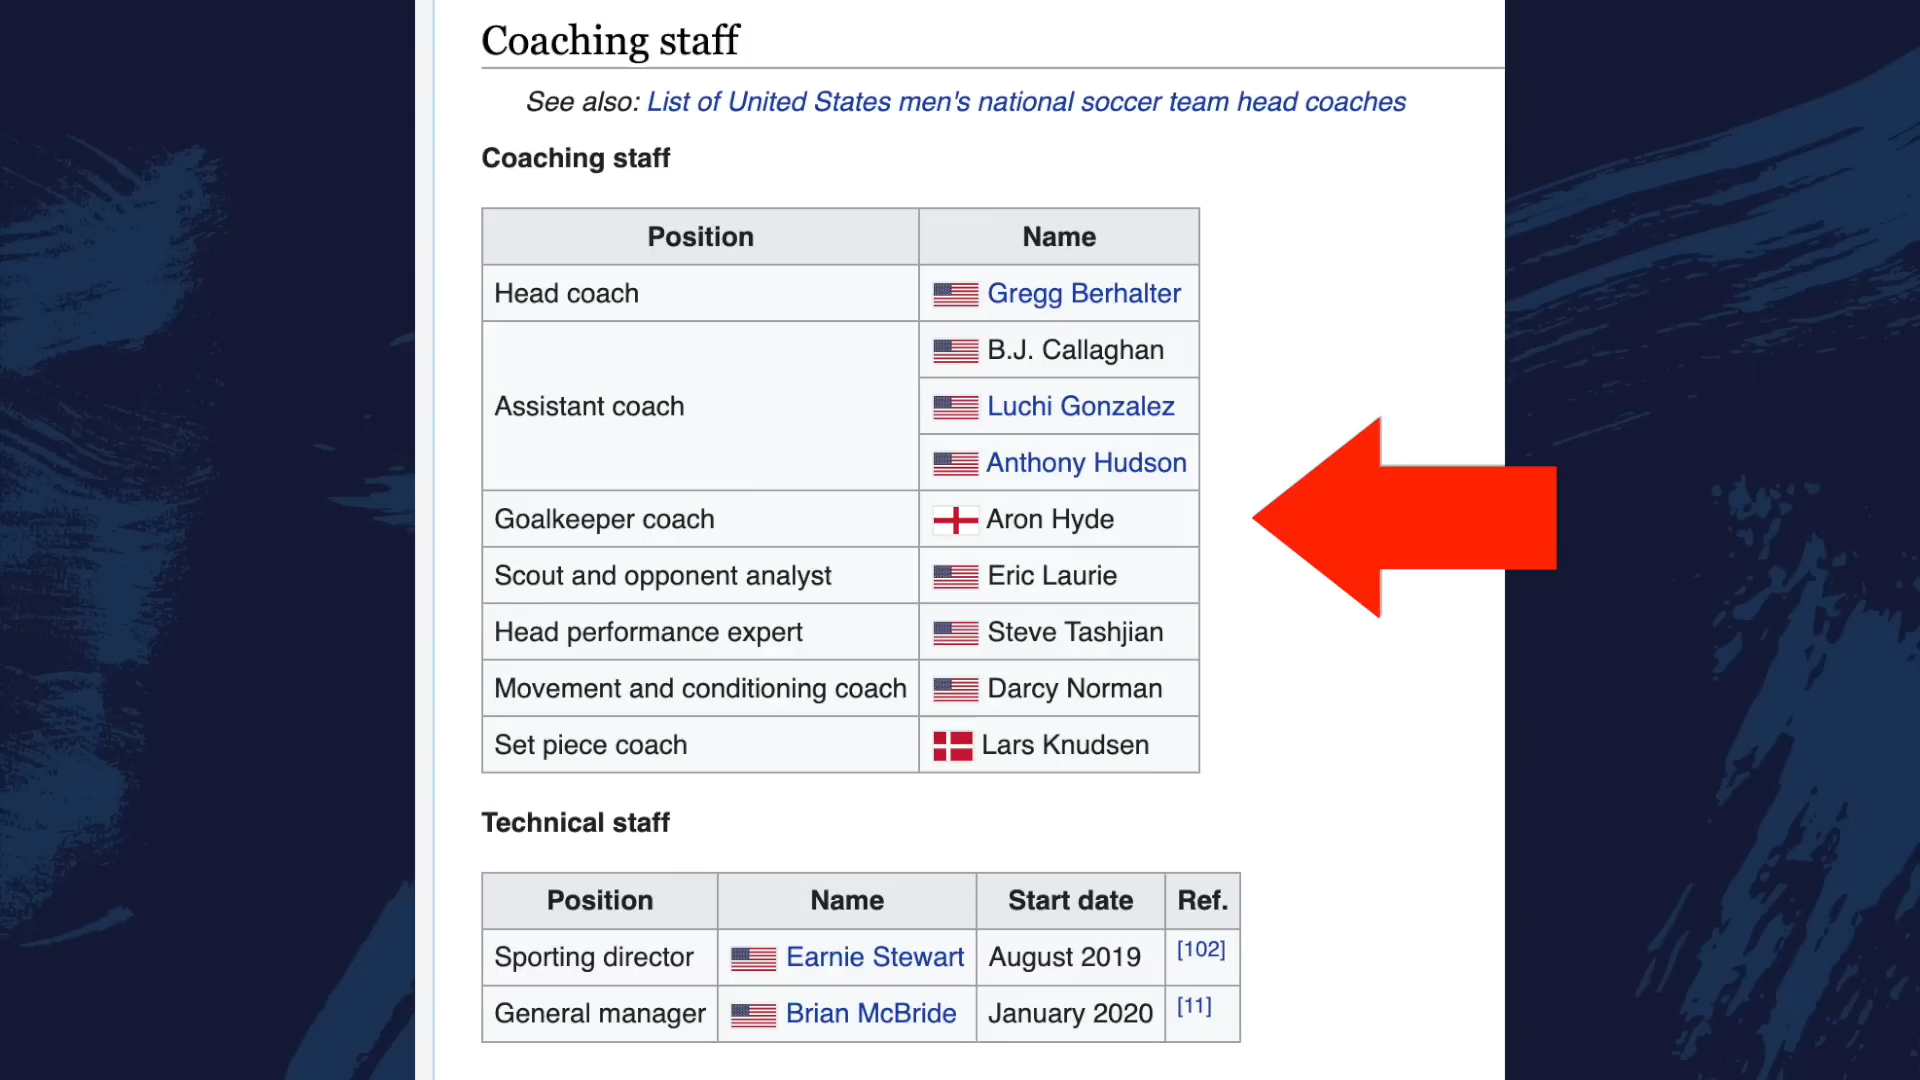 Coaching staff
See also: List of United States men's national soccer team head coaches
Coaching staff
Position Name
Head coach Gregg Berhalter
Assistant coach B.J. Callaghan
Luchi Gonzalez
Anthony Hudson
Goalkeeper coach Aron Hyde
Scout and opponent analyst Eric Laurie
Head performance expert Steve Tashjian
Movement and conditioning coach Darcy Norman
Set piece coach Lars Knudsen
Technical staff
Position Name Start date Ref.
Sporting director Earnie Stewart August 2019 [102]
General manager Brian McBride January 2020 [11]